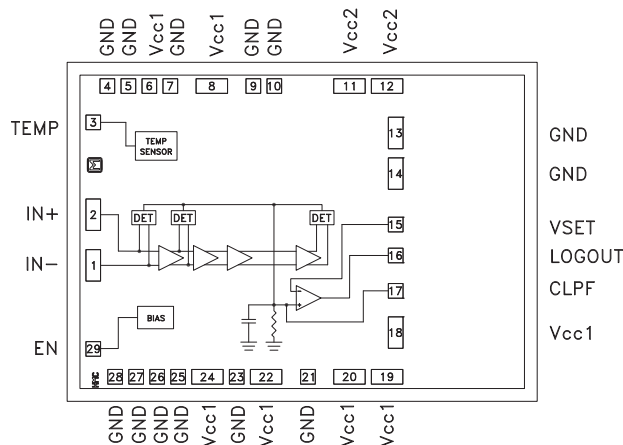 GND GND Vcc1 GND Vcc1 GND GND Vcc2 Vcc2
4 5 6 7 8 9 10 11 12
TEMP 3 TEMP SENSOR 13 GND
14 GND
IN+ 2 DET DET DET 15 VSET
16 LOGOUT
IN- 1 17 CLPF
BIAS 18 Vcc1
EN 29
28 27 26 25 24 23 22 21 20 19
GND GND GND GND Vcc1 GND Vcc1 GND Vcc1 Vcc1